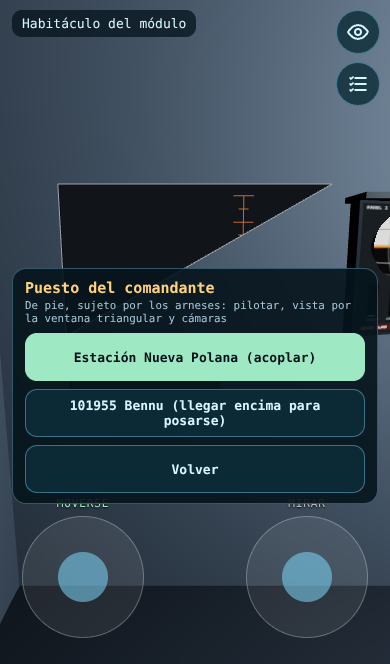 Habitáculo del módulo
Puesto del comandante
De pie, sujeto por los arneses: pilotar, vista por
la ventana triangular y cámaras
Estación Nueva Polana (acoplar)
101955 Bennu (llegar encima para
posarse)
Volver
MOVERSE
MIRAR